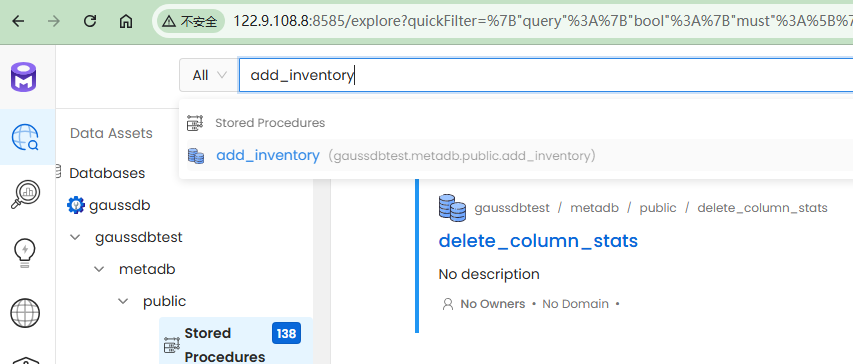 不安全
122.9.108.8:8585/explore?quickFilter=%7B"query"%3A%7B"bool"%3A%7B"must"%3A%5B%7
All
add_inventory
Stored Procedures
add_inventory (gaussdbtest.metadb.public.add_inventory)
Data Assets
Databases
gaussdb
gaussdbtest
metadb
public
Stored Procedures 138
gaussdbtest / metadb / public / delete_column_stats
delete_column_stats
No description
No Owners • No Domain •